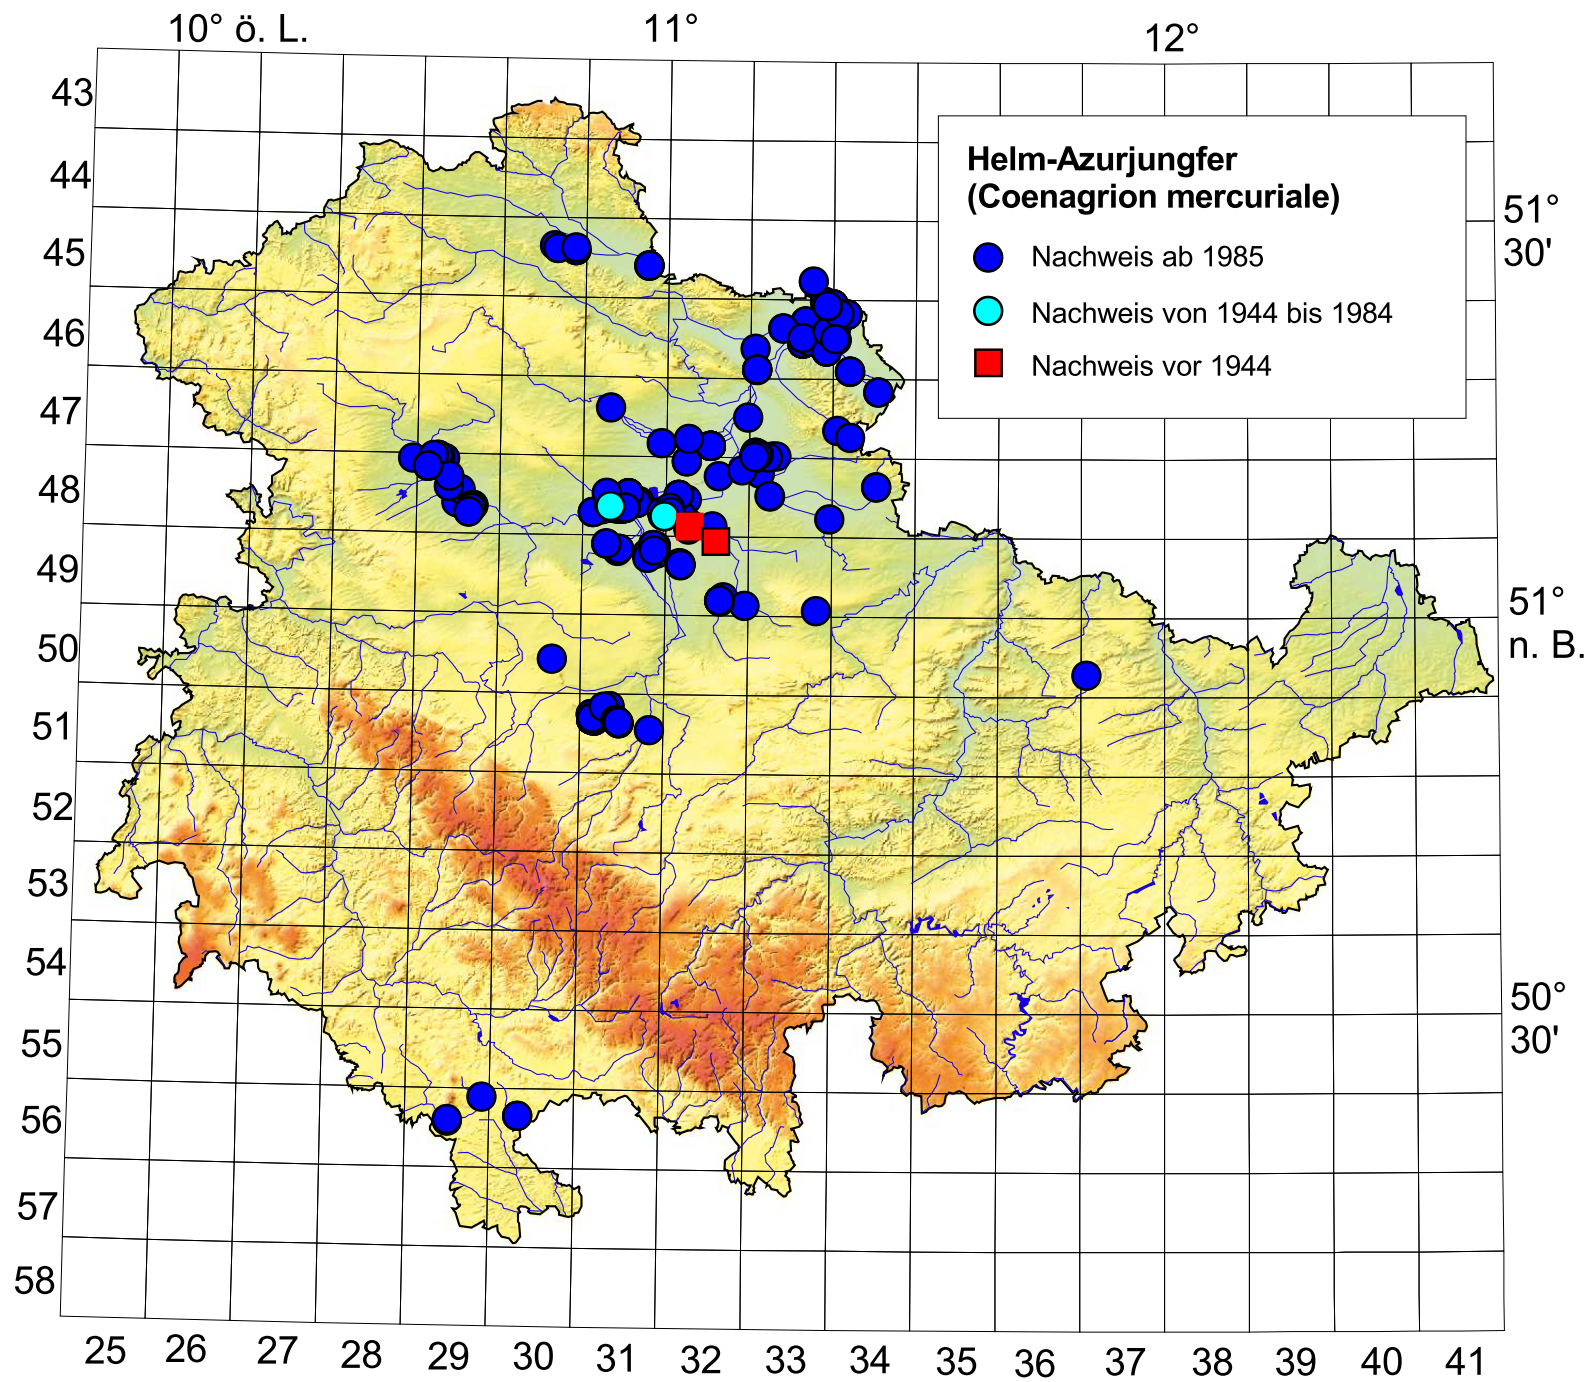 10° ö. L.
11°
12°
43
44
45
46
47
48
49
50
51
52
53
54
55
56
57
58
Helm-Azurjungfer
(Coenagrion mercuriale)
Nachweis ab 1985
Nachweis von 1944 bis 1984
Nachweis vor 1944
51°
30'
51°
n. B.
50°
30'
25 26 27 28 29 30 31 32 33 34 35 36 37 38 39 40 41